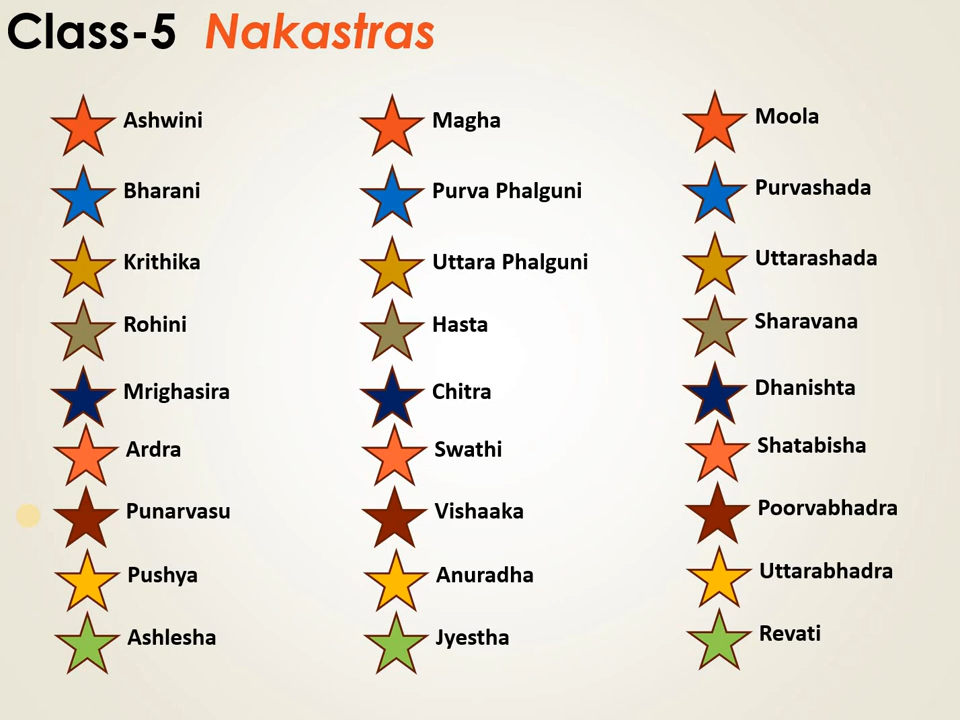 Class-5 Nakastras
Ashwini
Bharani
Krithika
Rohini
Mrighasira
Ardra
Punarvasu
Pushya
Ashlesha
Magha
Purva Phalguni
Uttara Phalguni
Hasta
Chitra
Swathi
Vishaaka
Anuradha
Jyestha
Moola
Purvashada
Uttarashada
Sharavana
Dhanishta
Shatabisha
Poorvabhadra
Uttarabhadra
Revati